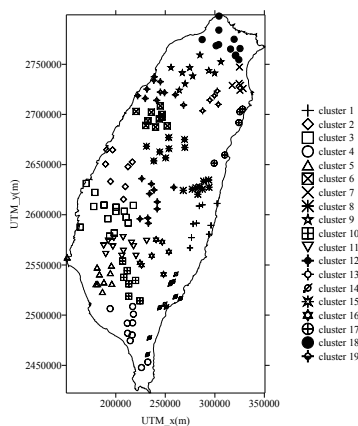 2750000
2700000
2650000
2600000
2550000
2500000
2450000
UTM_y(m)
200000 250000 300000 350000
UTM_x(m)
cluster 1
cluster 2
cluster 3
cluster 4
cluster 5
cluster 6
cluster 7
cluster 8
cluster 9
cluster 10
cluster 11
cluster 12
cluster 13
cluster 14
cluster 15
cluster 16
cluster 17
cluster 18
cluster 19